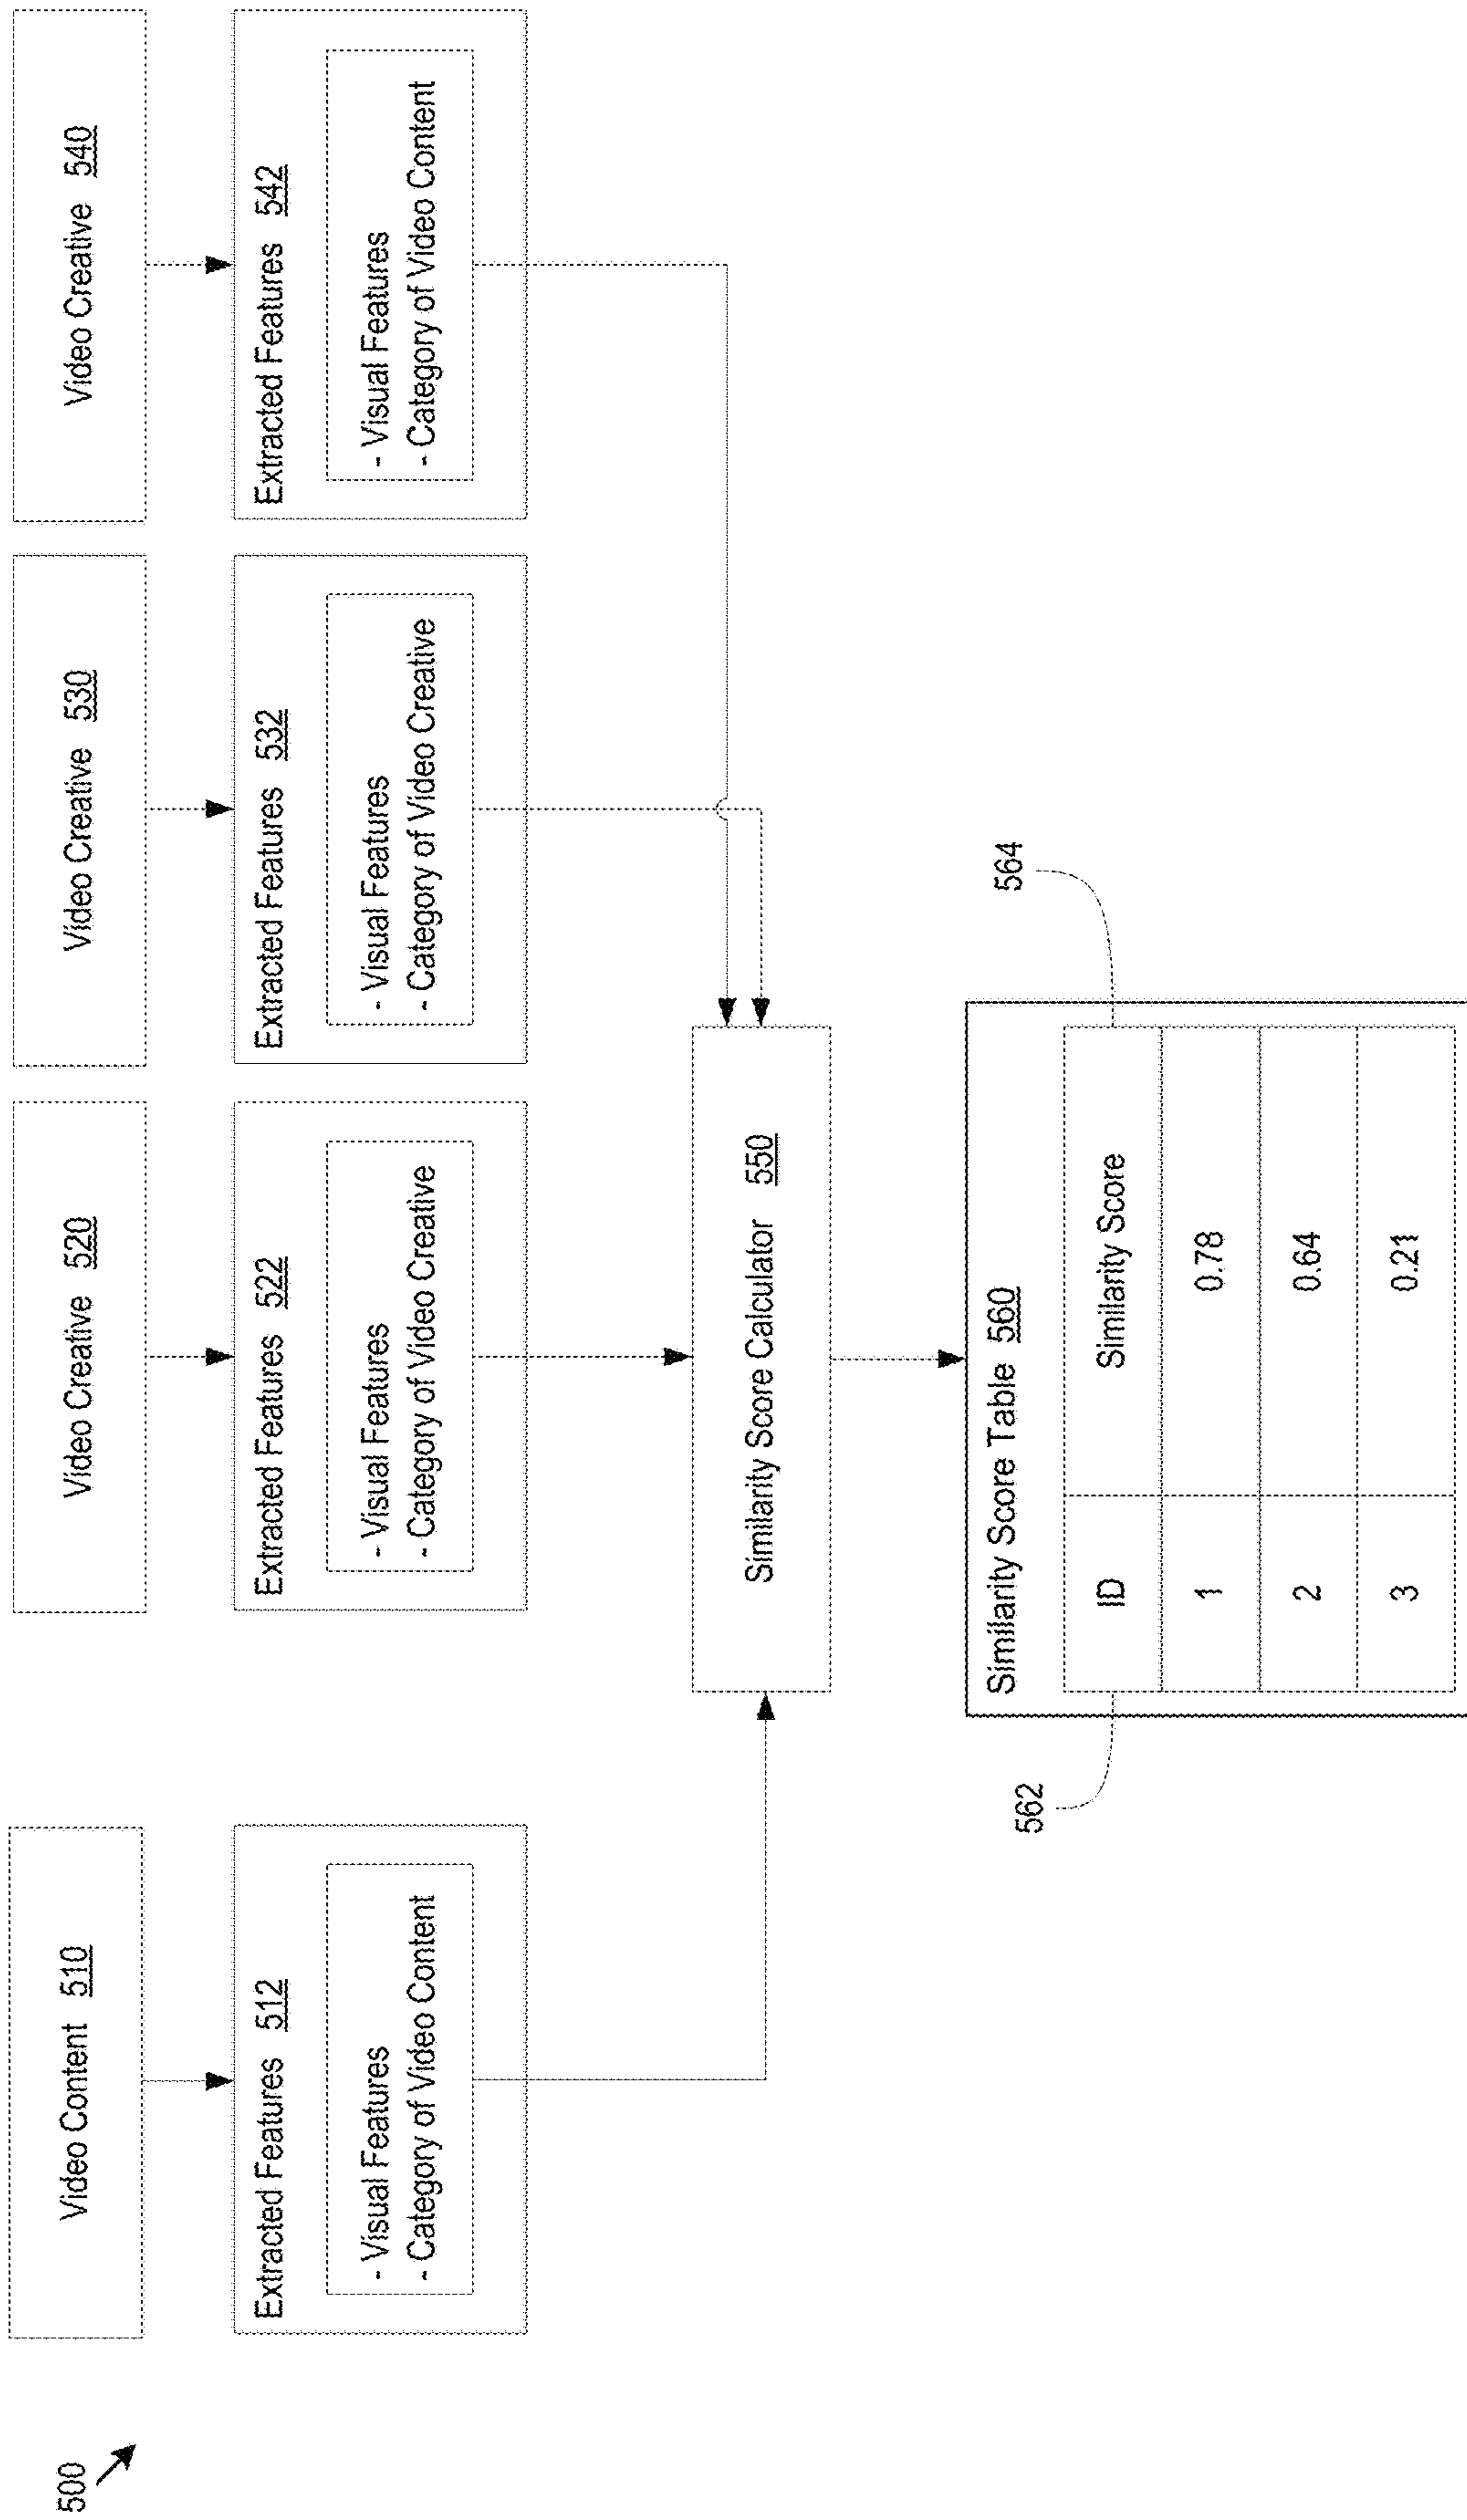 500
Video Content 510
Video Creative 520
Video Creative 530
Video Creative 540
Extracted Features 512
- Visual Features
- Category of Video Content
Extracted Features 522
- Visual Features
- Category of Video Creative
Extracted Features 532
- Visual Features
- Category of Video Creative
Extracted Features 542
- Visual Features
- Category of Video Content
Similarity Score Calculator 550
Similarity Score Table 560
562
564
ID Similarity Score
1 0.78
2 0.64
3 0.21